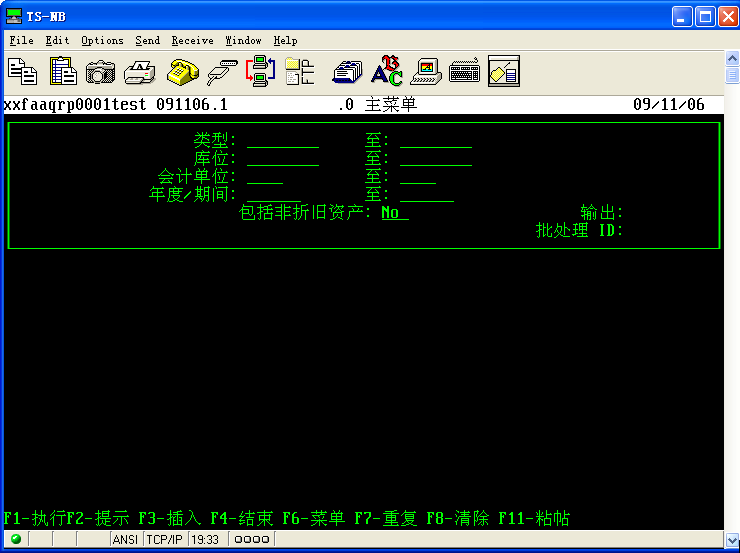 TS-NB
File Edit Options Send Receive Window Help
xxfaaqrp0001test 091106.1 .0 主菜单 09/11/06
类型: ________ 至: ________
库位: ________ 至: ________
会计单位: ____ 至: ____
年度/期间: ______ 至: ______
包括非折旧资产: No 输出:
批处理 ID:
F1-执行F2-提示 F3-插入 F4-结束 F6-菜单 F7-重复 F8-清除 F11-粘帖
ANSI TCP/IP 19:33